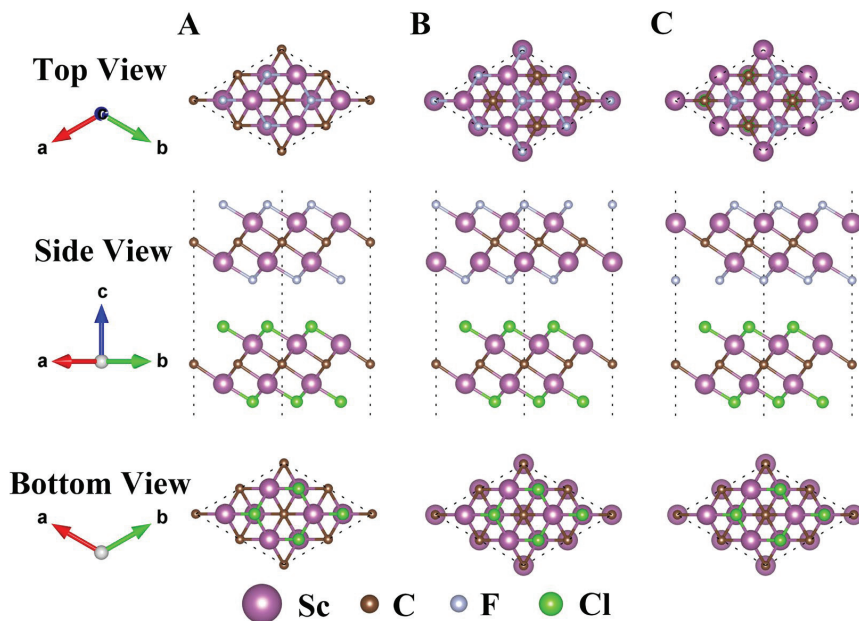 A B C
Top View
a b
Side View
c
a b
Bottom View
a b
Sc C F Cl